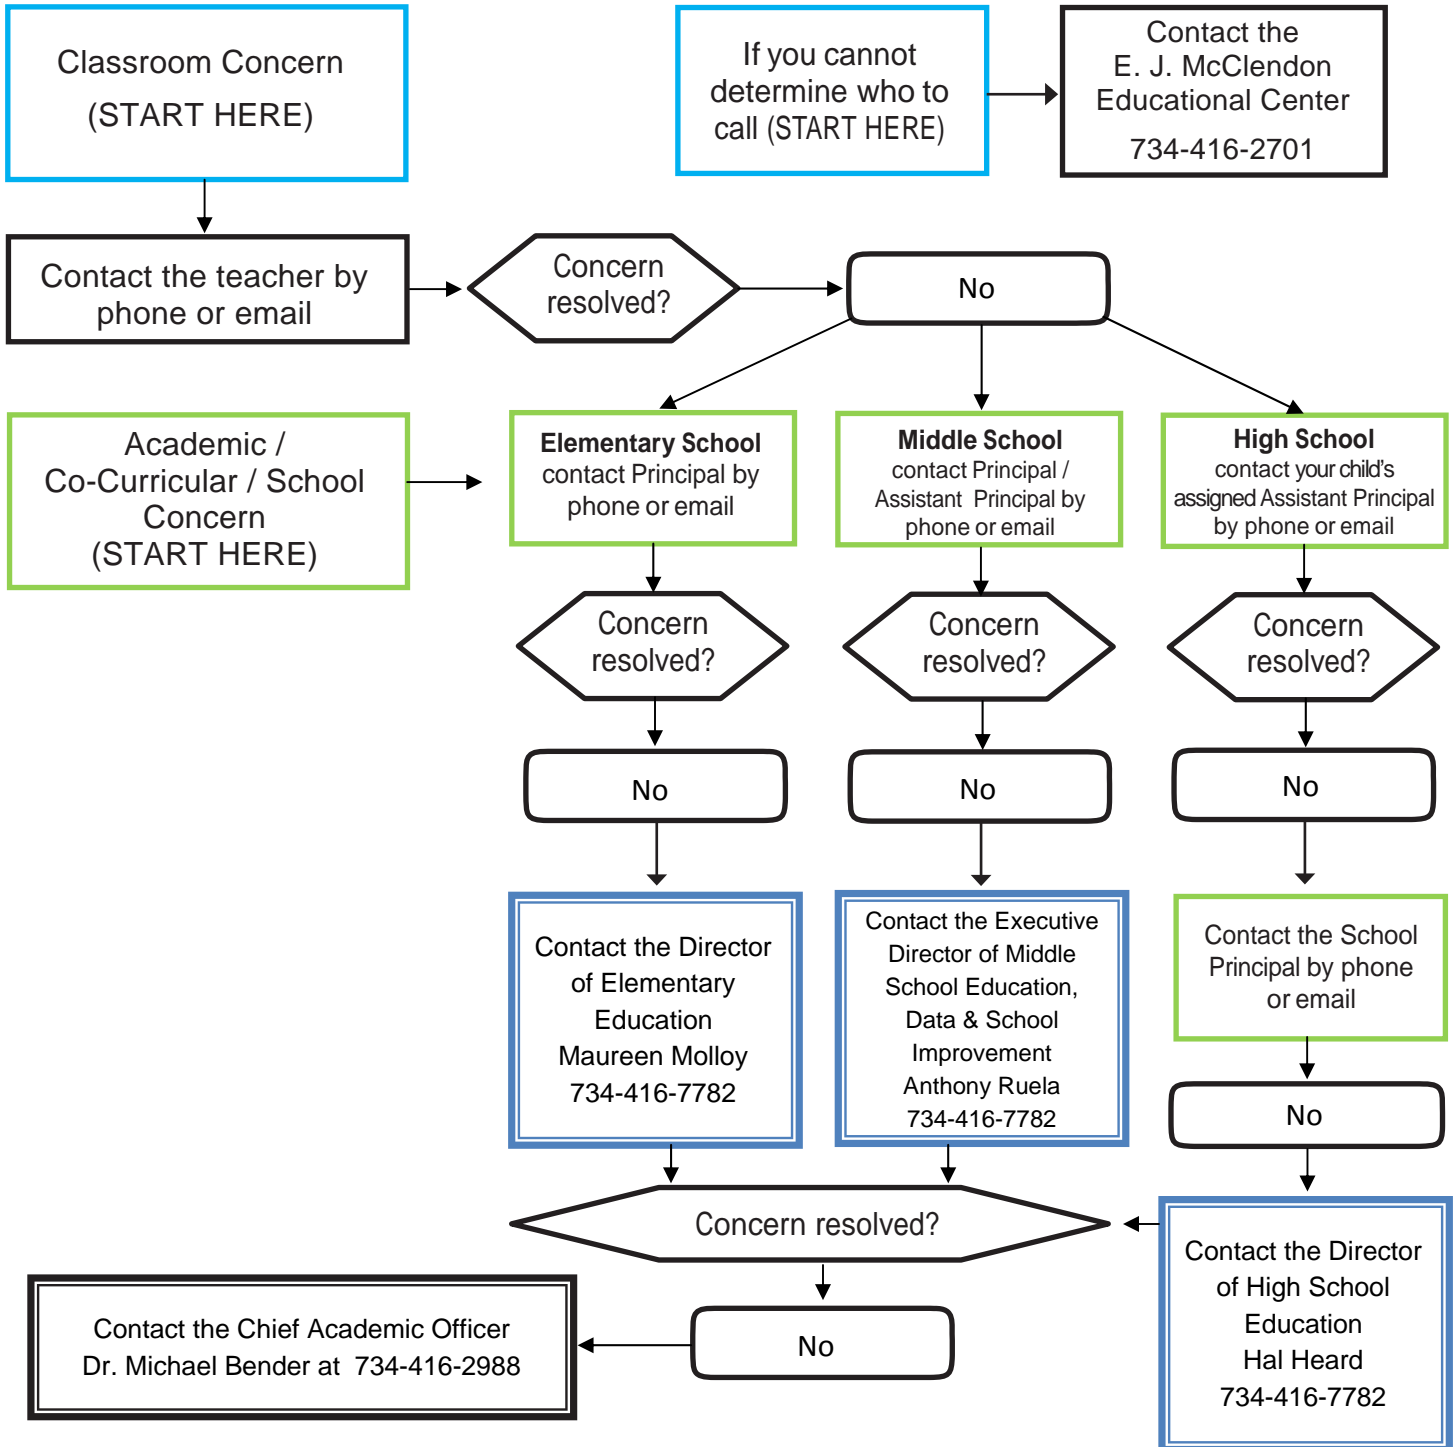 Classroom Concern
(START HERE)
If you cannot
determine who to
call (START HERE)
Contact the
E. J. McClendon
Educational Center
734-416-2701
Contact the teacher by
phone or email
Concern
resolved?
No
Academic /
Co-Curricular / School
Concern
(START HERE)
Elementary School
contact Principal by
phone or email
Middle School
contact Principal /
Assistant Principal by
phone or email
High School
contact your child's
assigned Assistant Principal
by phone or email
Concern
resolved?
Concern
resolved?
Concern
resolved?
No
No
No
Contact the Director
of Elementary
Education
Maureen Molloy
734-416-7782
Contact the Executive
Director of Middle
School Education,
Data & School
Improvement
Anthony Ruela
734-416-7782
Contact the School
Principal by phone
or email
No
Concern resolved?
Contact the Director
of High School
Education
Hal Heard
734-416-7782
No
Contact the Chief Academic Officer
Dr. Michael Bender at 734-416-2988